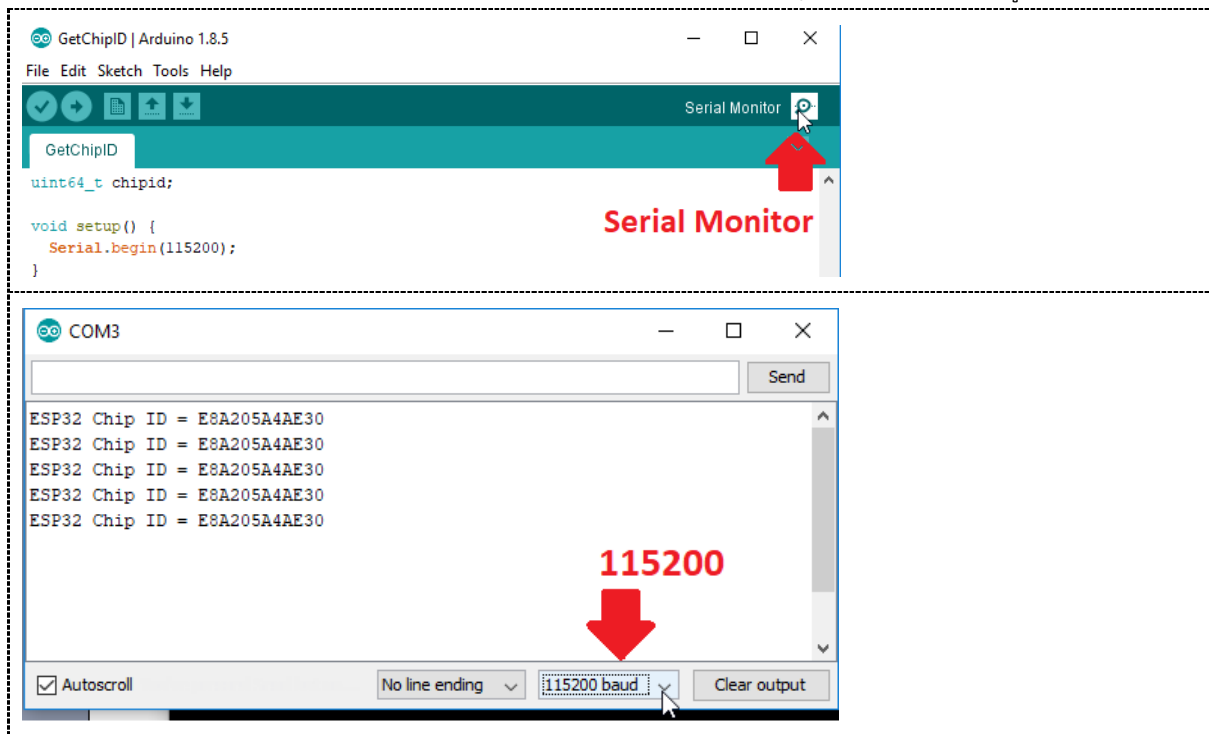 GetChipID | Arduino 1.8.5
File Edit Sketch Tools Help
Serial Monitor
GetChipID
uint64_t chipid;
void setup() {
Serial.begin(115200);
}
Serial Monitor
COM3
Send
ESP32 Chip ID = E8A205A4AE30
ESP32 Chip ID = E8A205A4AE30
ESP32 Chip ID = E8A205A4AE30
ESP32 Chip ID = E8A205A4AE30
ESP32 Chip ID = E8A205A4AE30
115200
Autoscroll
No line ending
115200 baud
Clear output